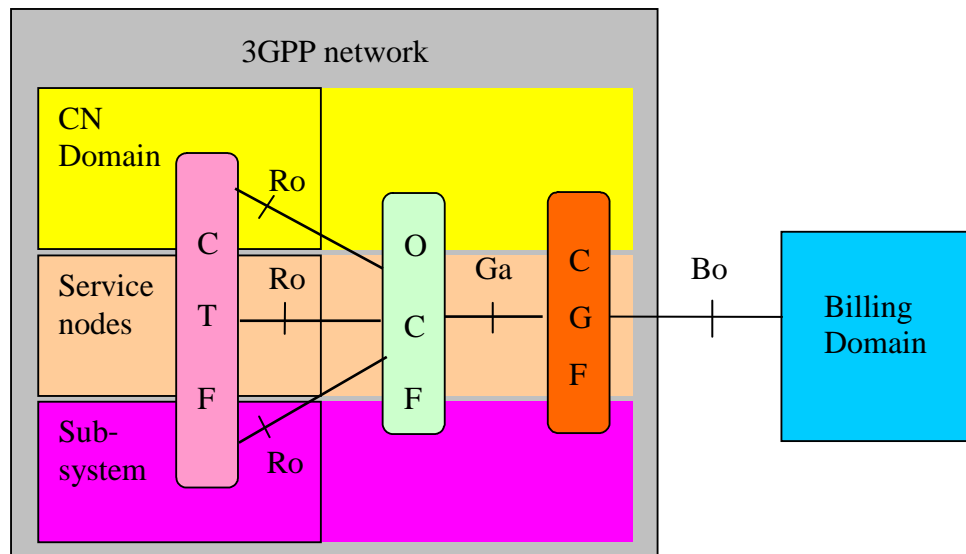 3GPP network
CN
Domain
Ro
C
T
F
O
C
F
C
G
F
Service
nodes
Ro
Ga
Bo
Billing
Domain
Sub-
system
Ro